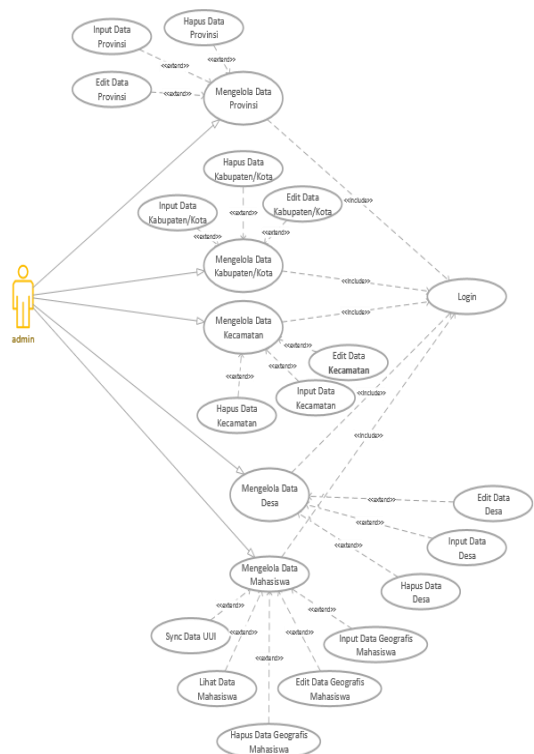 Hapus Data
Provinsi
Input Data
Provinsi
<<extend>>
<<extend>>
Edit Data
Provinsi
<<extend>>
Mengelola Data
Provinsi
Hapus Data
Kabupaten/Kota
Input Data
Kabupaten/Kota
Edit Data
Kabupaten/Kota
<<include>>
<<extend>>
<<extend>>
<<extend>>
Mengelola Data
Kabupaten/Kota
<<include>>
Login
admin
Mengelola Data
Kecamatan
<<include>>
Edit Data
Kecamatan
<<extend>>
<<extend>>
<<extend>>
Input Data
Kecamatan
Hapus Data
Kecamatan
<<include>>
<<include>>
Mengelola Data
Desa
<<extend>>
Edit Data
Desa
<<extend>>
Input Data
Desa
<<extend>>
Hapus Data
Desa
Mengelola Data
Mahasiswa
<<extend>>
<<extend>>
<<extend>>
<<extend>>
<<extend>>
Sync Data UUI
Input Data Geografis
Mahasiswa
Lihat Data
Mahasiswa
Edit Data Geografis
Mahasiswa
Hapus Data Geografis
Mahasiswa